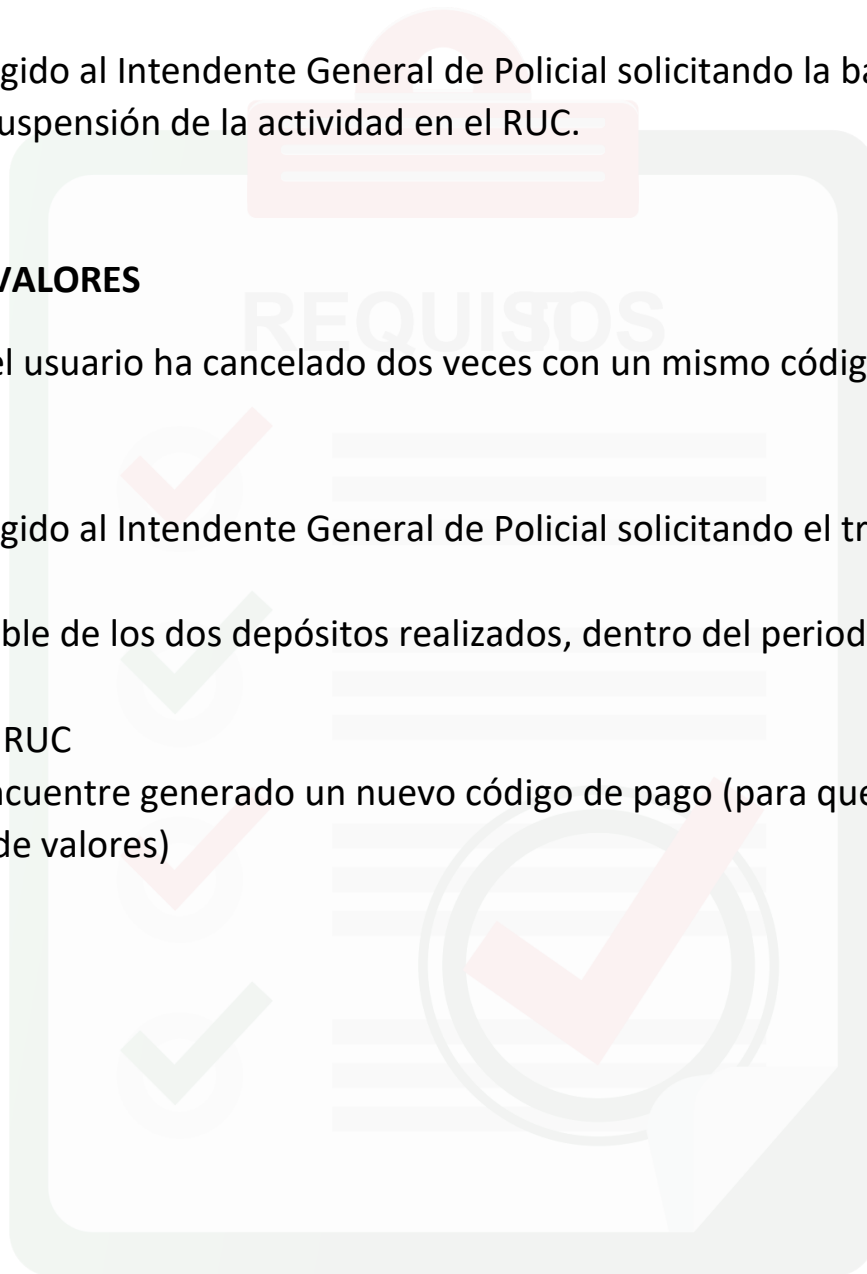 gido al Intendente General de Policial solicitando la ba
uspensión de la actividad en el RUC.
VALORES
REQUISTOS
el usuario ha cancelado dos veces con un mismo códig
gido al Intendente General de Policial solicitando el tr
ble de los dos depósitos realizados, dentro del period
RUC
ncuentre generado un nuevo código de pago (para que
de valores)